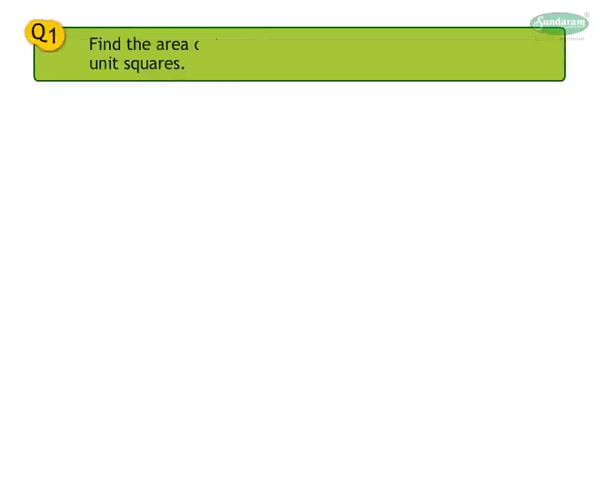 Sundaram
Q1
Find the area
unit squares.